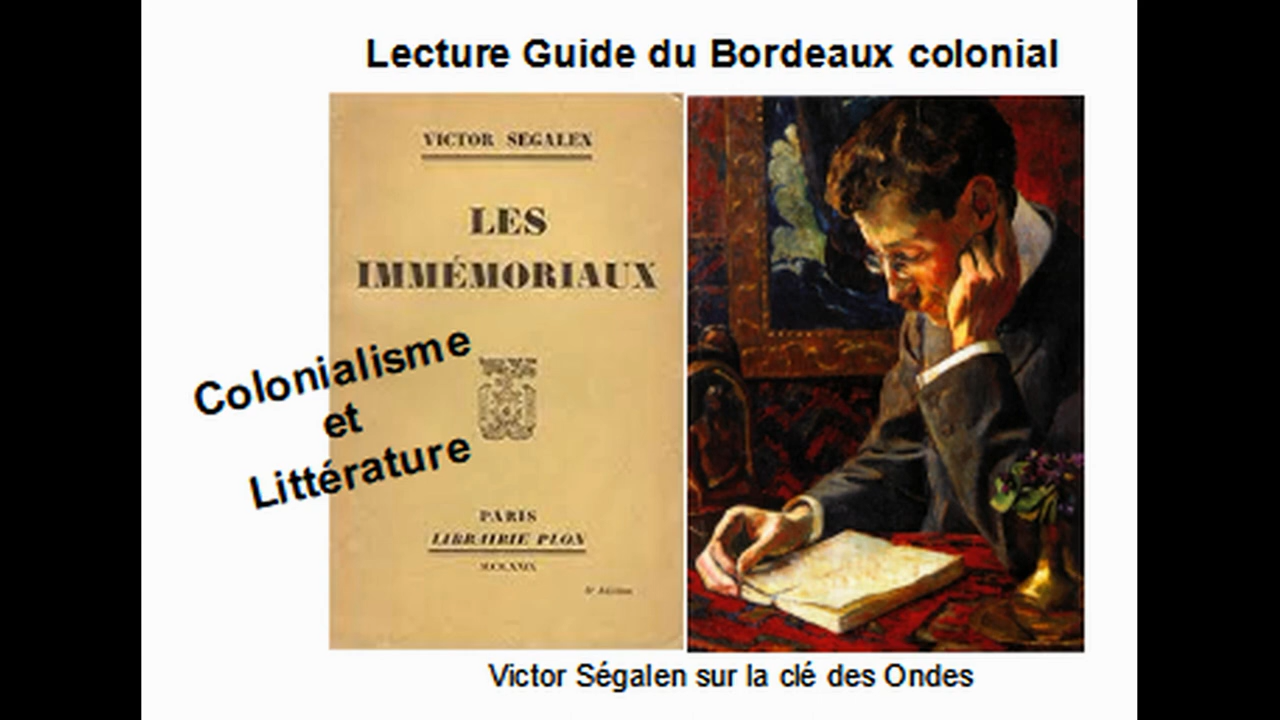 Lecture Guide du Bordeaux colonial
VICTOR SEGALEN
LES
IMMÉMORIAUX
Colonialisme
et
Littérature
PARIS
LIBRAIRIE PLON
Victor Ségalen sur la clé des Ondes